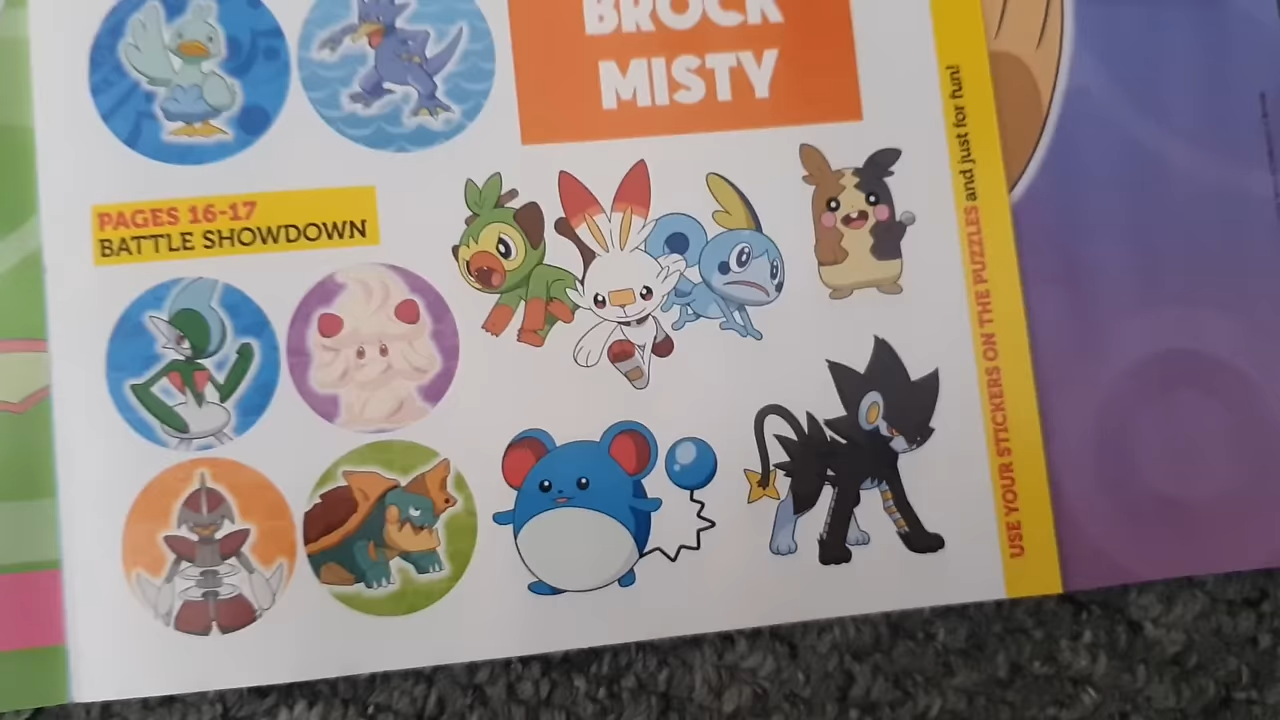 BROCK
MISTY
PAGES 16-17
BATTLE SHOWDOWN
USE YOUR STICKERS ON THE PUZZLES and just for fun!